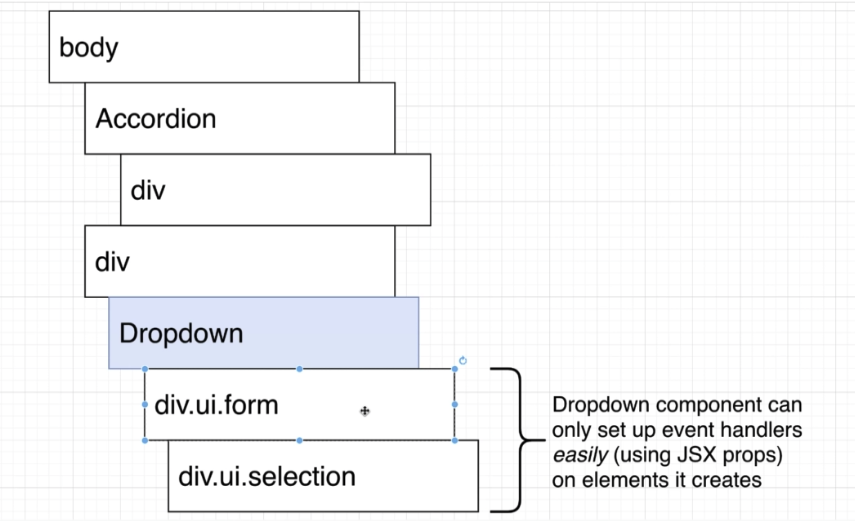 body
Accordion
div
div
Dropdown
div.ui.form
div.ui.selection
Dropdown component can
only set up event handlers
easily (using JSX props)
on elements it creates